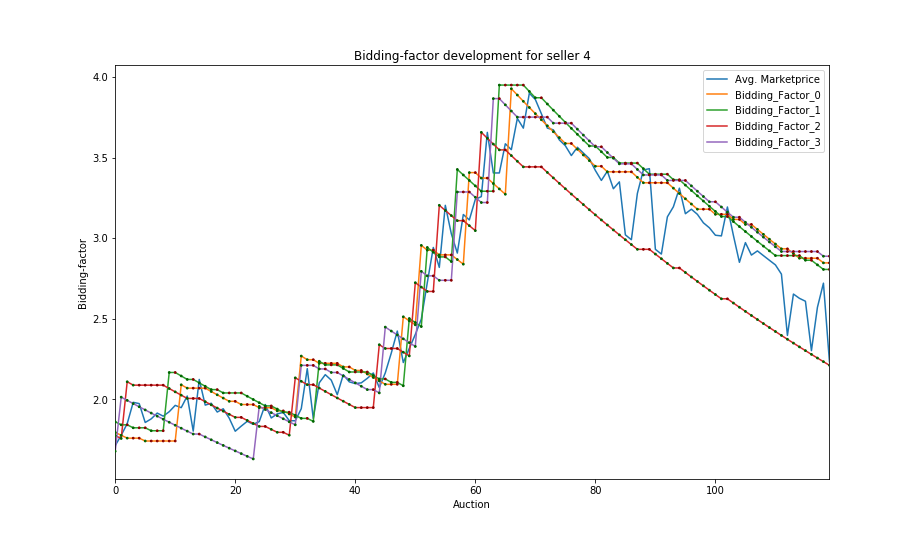 Bidding-factor development for seller 4
Avg. Marketprice
Bidding_Factor_0
Bidding_Factor_1
Bidding_Factor_2
Bidding_Factor_3
Bidding-factor
4.0
3.5
3.0
2.5
2.0
0 20 40 60 80 100
Auction